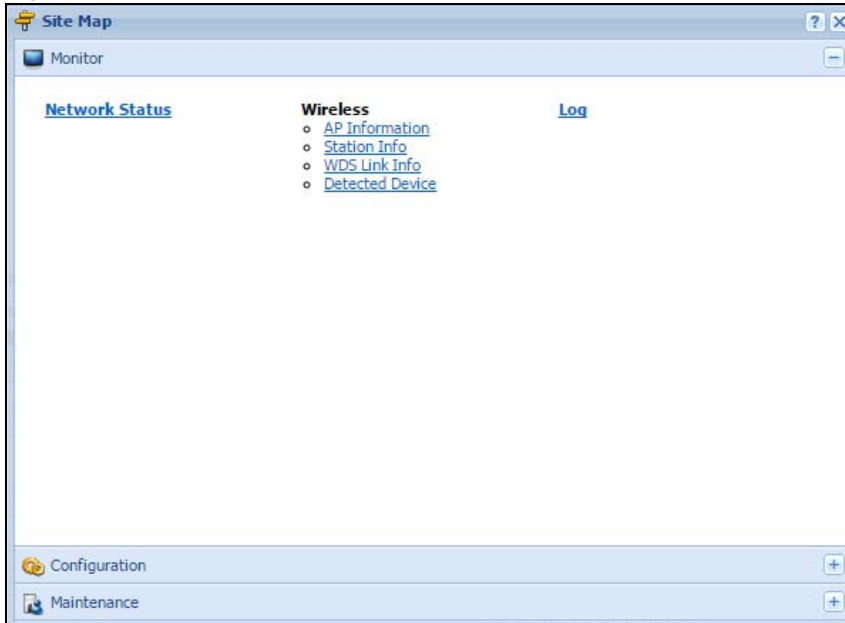 Site Map
Monitor
Network Status
Wireless
AP Information
Station Info
WDS Link Info
Detected Device
Log
Configuration
Maintenance